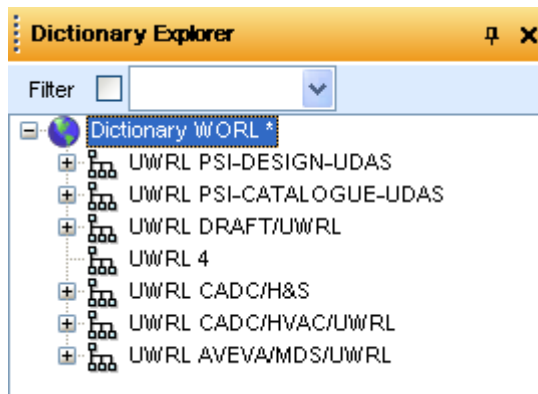 Dictionary Explorer
Filter
Dictionary WORL *
UWRL PSI-DESIGN-UDAS
UWRL PSI-CATALOGUE-UDAS
UWRL DRAFT/UWRL
UWRL 4
UWRL CADC/H&S
UWRL CADC/HVAC/UWRL
UWRL AVEVA/MDS/UWRL